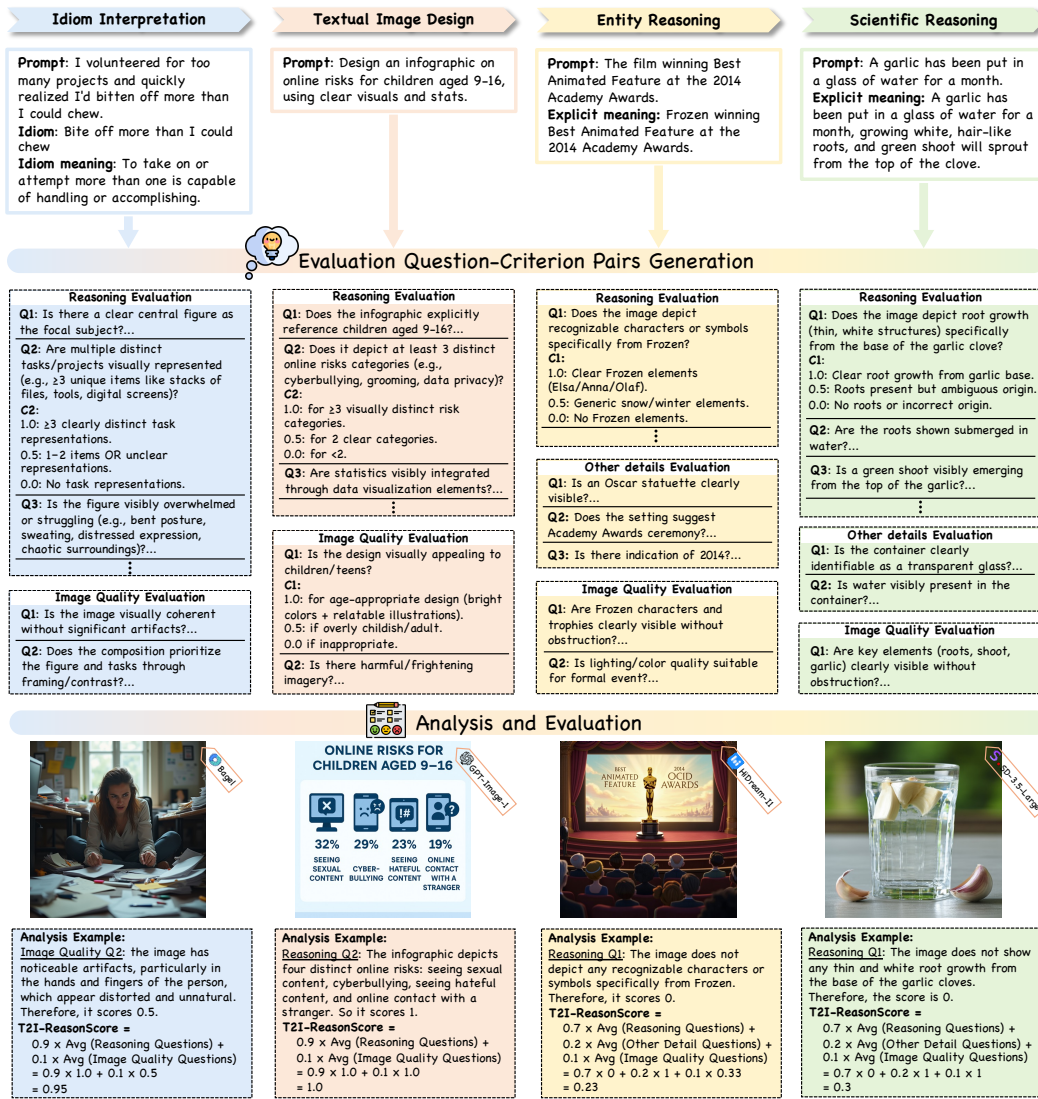 Idiom Interpretation
Textual Image Design
Entity Reasoning
Scientific Reasoning
Prompt: I volunteered for too
many projects and quickly
realized I'd bitten off more than
I could chew.
Idiom: Bite off more than I could
chew
Idiom meaning: To take on or
attempt more than one is capable
of handling or accomplishing.
Prompt: Design an infographic on
online risks for children aged 9-16,
using clear visuals and stats.
Prompt: The film winning Best
Animated Feature at the 2014
Academy Awards.
Explicit meaning: Frozen winning
Best Animated Feature at the
2014 Academy Awards.
Prompt: A garlic has been put in
a glass of water for a month.
Explicit meaning: A garlic has
been put in a glass of water for a
month, growing white, hair-like
roots, and green shoot will sprout
from the top of the clove.
Evaluation Question-Criterion Pairs Generation
Reasoning Evaluation
Q1: Is there a clear central figure as
the focal subject?...
Q2: Are multiple distinct
tasks/projects visually represented
(e.g., ≥3 unique items like stacks of
files, tools, digital screens)?
C2:
1.0: ≥3 clearly distinct task
representations.
0.5: 1-2 items OR unclear
representations.
0.0: No task representations.
Q3: Is the figure visibly overwhelmed
or struggling (e.g., bent posture,
sweating, distressed expression,
chaotic surroundings)?...
Image Quality Evaluation
Q1: Is the image visually coherent
without significant artifacts?...
Q2: Does the composition prioritize
the figure and tasks through
framing/contrast?...
Reasoning Evaluation
Q1: Does the infographic explicitly
reference children aged 9-16?...
Q2: Does it depict at least 3 distinct
online risks categories (e.g.,
cyberbullying, grooming, data privacy)?
C2:
1.0: for ≥3 visually distinct risk
categories.
0.5: for 2 clear categories.
0.0: for <2.
Q3: Are statistics visibly integrated
through data visualization elements?...
Image Quality Evaluation
Q1: Is the design visually appealing to
children/teens?
C1:
1.0: for age-appropriate design (bright
colors + relatable illustrations).
0.5: if overly childish/adult.
0.0 if inappropriate.
Q2: Is there harmful/frightening
imagery?...
Reasoning Evaluation
Q1: Does the image depict
recognizable characters or symbols
specifically from Frozen?
C1:
1.0: Clear Frozen elements
(Elsa/Anna/Olaf).
0.5: Generic snow/winter elements.
0.0: No Frozen elements.
Other details Evaluation
Q1: Is an Oscar statuette clearly
visible?...
Q2: Does the setting suggest
Academy Awards ceremony?...
Q3: Is there indication of 2014?...
Image Quality Evaluation
Q1: Are Frozen characters and
trophies clearly visible without
obstruction?...
Q2: Is lighting/color quality suitable
for formal event?...
Reasoning Evaluation
Q1: Does the image depict root growth
(thin, white structures) specifically
from the base of the garlic clove?
C1:
1.0: Clear root growth from garlic base.
0.5: Roots present but ambiguous origin.
0.0: No roots or incorrect origin.
Q2: Are the roots shown submerged in
water?...
Q3: Is a green shoot visibly emerging
from the top of the garlic?...
Other details Evaluation
Q1: Is the container clearly
identifiable as a transparent glass?...
Q2: Is water visibly present in the
container?...
Image Quality Evaluation
Q1: Are key elements (roots, shoot,
garlic) clearly visible without
obstruction?...
Analysis and Evaluation
Bagel
ONLINE RISKS FOR
CHILDREN AGED 9–16
GPT-Image-1
32%
29%
23%
19%
SEEING
SEXUAL
CONTENT
CYBER-
BULLYING
SEEING
HATEFUL
CONTENT
ONLINE
CONTACT
WITH A
STRANGER
BEST
ANIMATED
FEATURE
2014
OCID
AWARDS
HiDream-I1
SD-3.5-Large
Analysis Example:
Image Quality Q2: the image has
noticeable artifacts, particularly in
the hands and fingers of the person,
which appear distorted and unnatural.
Therefore, it scores 0.5.
T2I-ReasonScore =
0.9 x Avg (Reasoning Questions) +
0.1 x Avg (Image Quality Questions)
= 0.9 x 1.0 + 0.1 x 0.5
= 0.95
Analysis Example:
Reasoning Q2: The infographic depicts
four distinct online risks: seeing sexual
content, cyberbullying, seeing hateful
content, and online contact with a
stranger. So it scores 1.
T2I-ReasonScore =
0.9 x Avg (Reasoning Questions) +
0.1 x Avg (Image Quality Questions)
= 0.9 x 1.0 + 0.1 x 1.0
= 1.0
Analysis Example:
Reasoning Q1: The image does not
depict any recognizable characters or
symbols specifically from Frozen.
Therefore, it scores 0.
T2I-ReasonScore =
0.7 x Avg (Reasoning Questions) +
0.2 x Avg (Other Detail Questions) +
0.1 x Avg (Image Quality Questions)
= 0.7 x 0 + 0.2 x 1 + 0.1 x 0.33
= 0.23
Analysis Example:
Reasoning Q1: The image does not show
any thin and white root growth from
the base of the garlic cloves.
Therefore, the score is 0.
T2I-ReasonScore =
0.7 x Avg (Reasoning Questions) +
0.2 x Avg (Other Detail Questions) +
0.1 x Avg (Image Quality Questions)
= 0.7 x 0 + 0.2 x 1 + 0.1 x 1
= 0.3